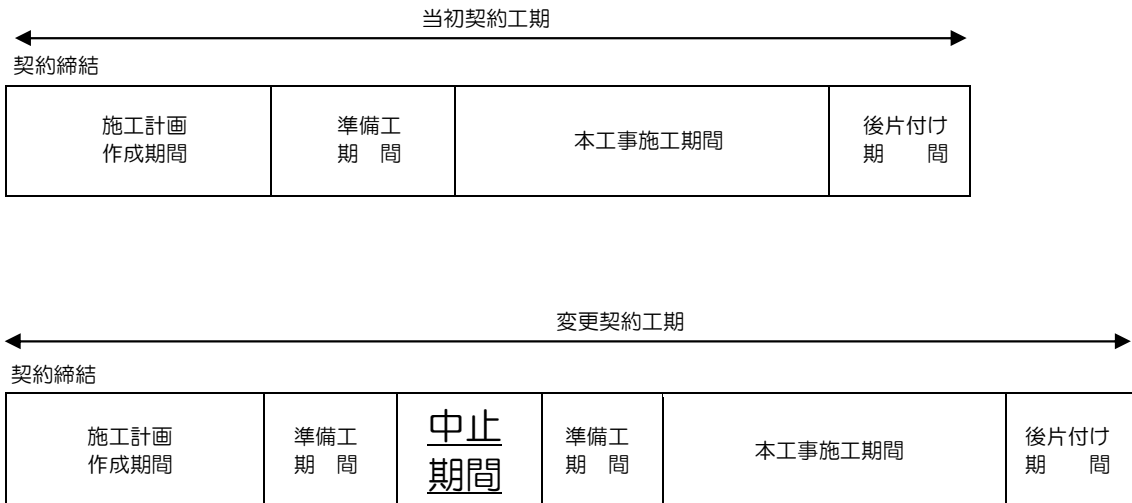 当初契約工期
契約締結
施工計画
作成期間
準備工
期　間
本工事施工期間
後片付け
期　　間
変更契約工期
契約締結
施工計画
作成期間
準備工
期　間
中止
期間
準備工
期　間
本工事施工期間
後片付け
期　　間